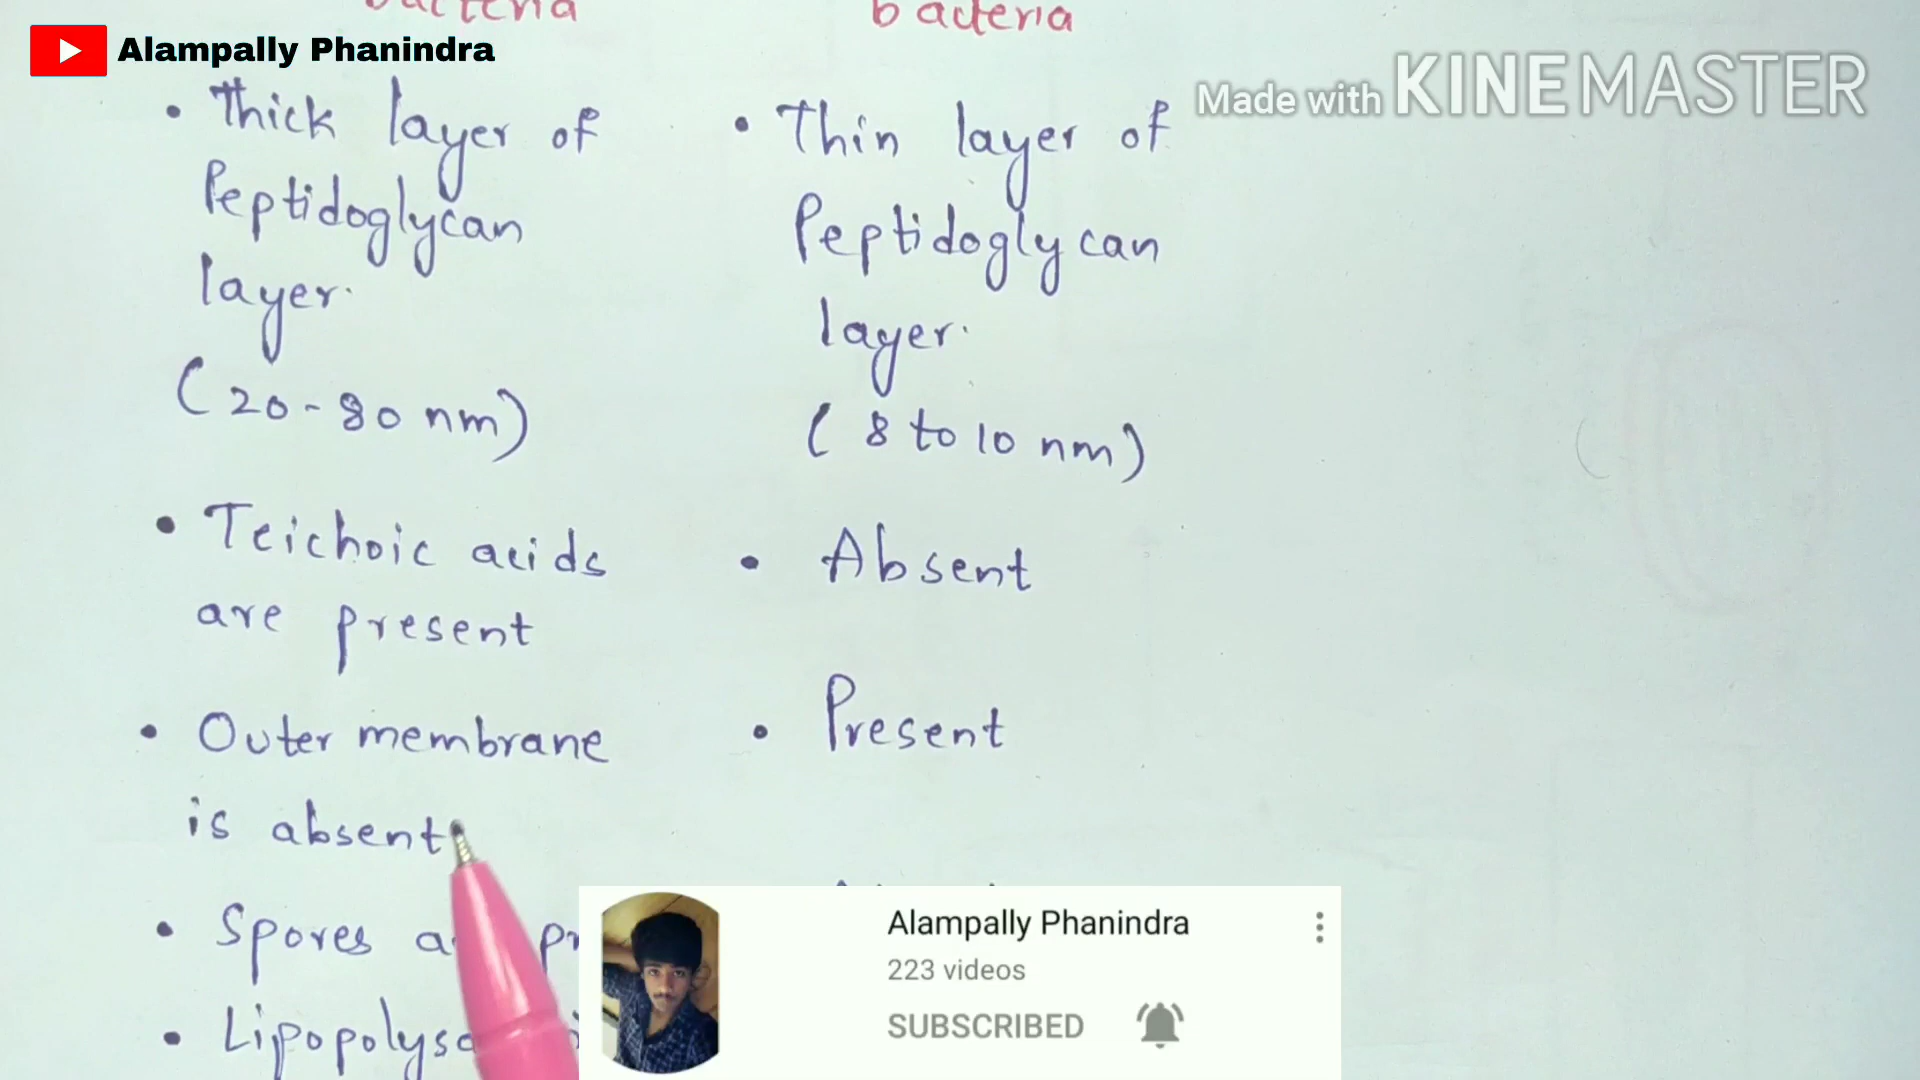 bacteria
bacteria
Alampally Phanindra
Made with KINEMASTER
• Thick layer of
Peptidoglycan
layer.
(20-80 nm)
• Thin layer of
Peptidoglycan
layer.
(8 to 10 nm)
• Teichoic acids
are present
• Absent
• Outer membrane
is absent
• Present
• Spores
• 
Alampally Phanindra
223 videos
SUBSCRIBED